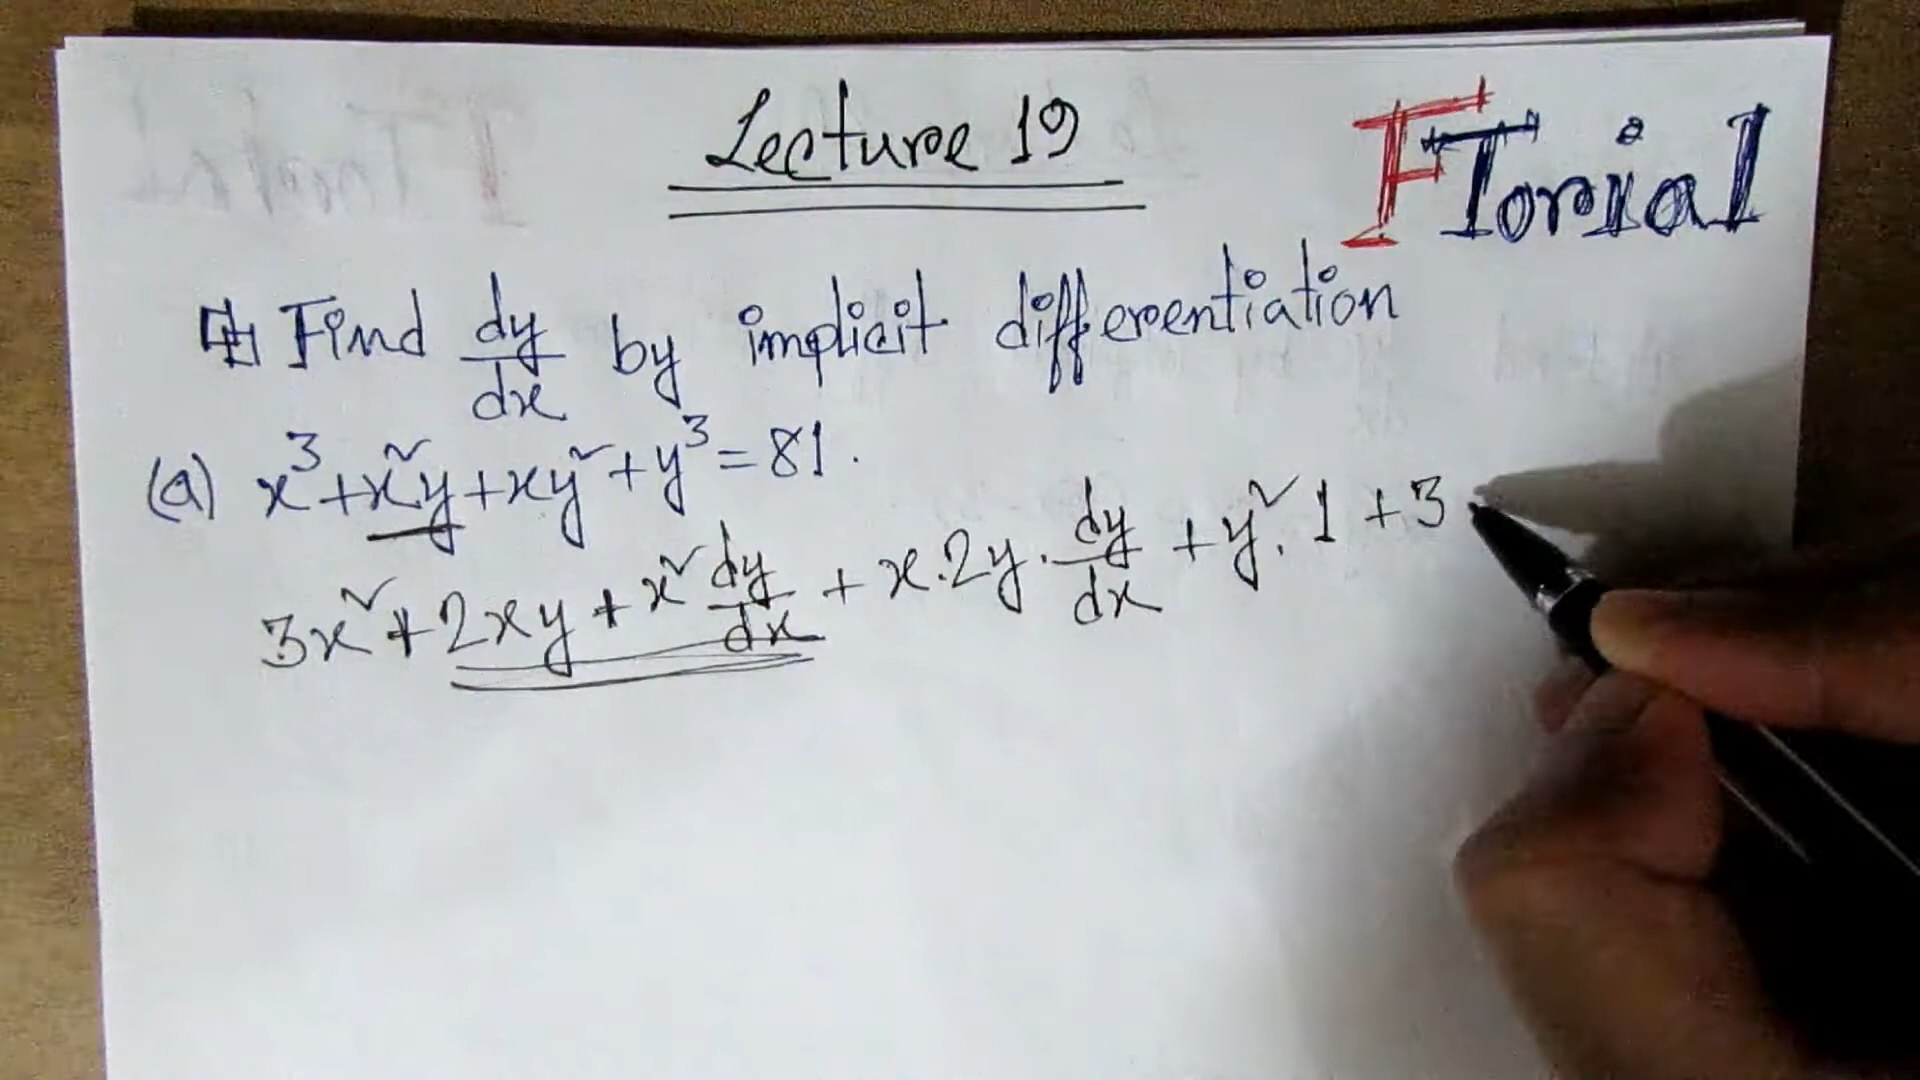 Lecture 19
FTorial
Find dy/dx by implicit differentiation
(a) x³+x²y+xy²+y³=81.
3x²+2xy+x² dy/dx + x.2y. dy/dx + y². 1 +3